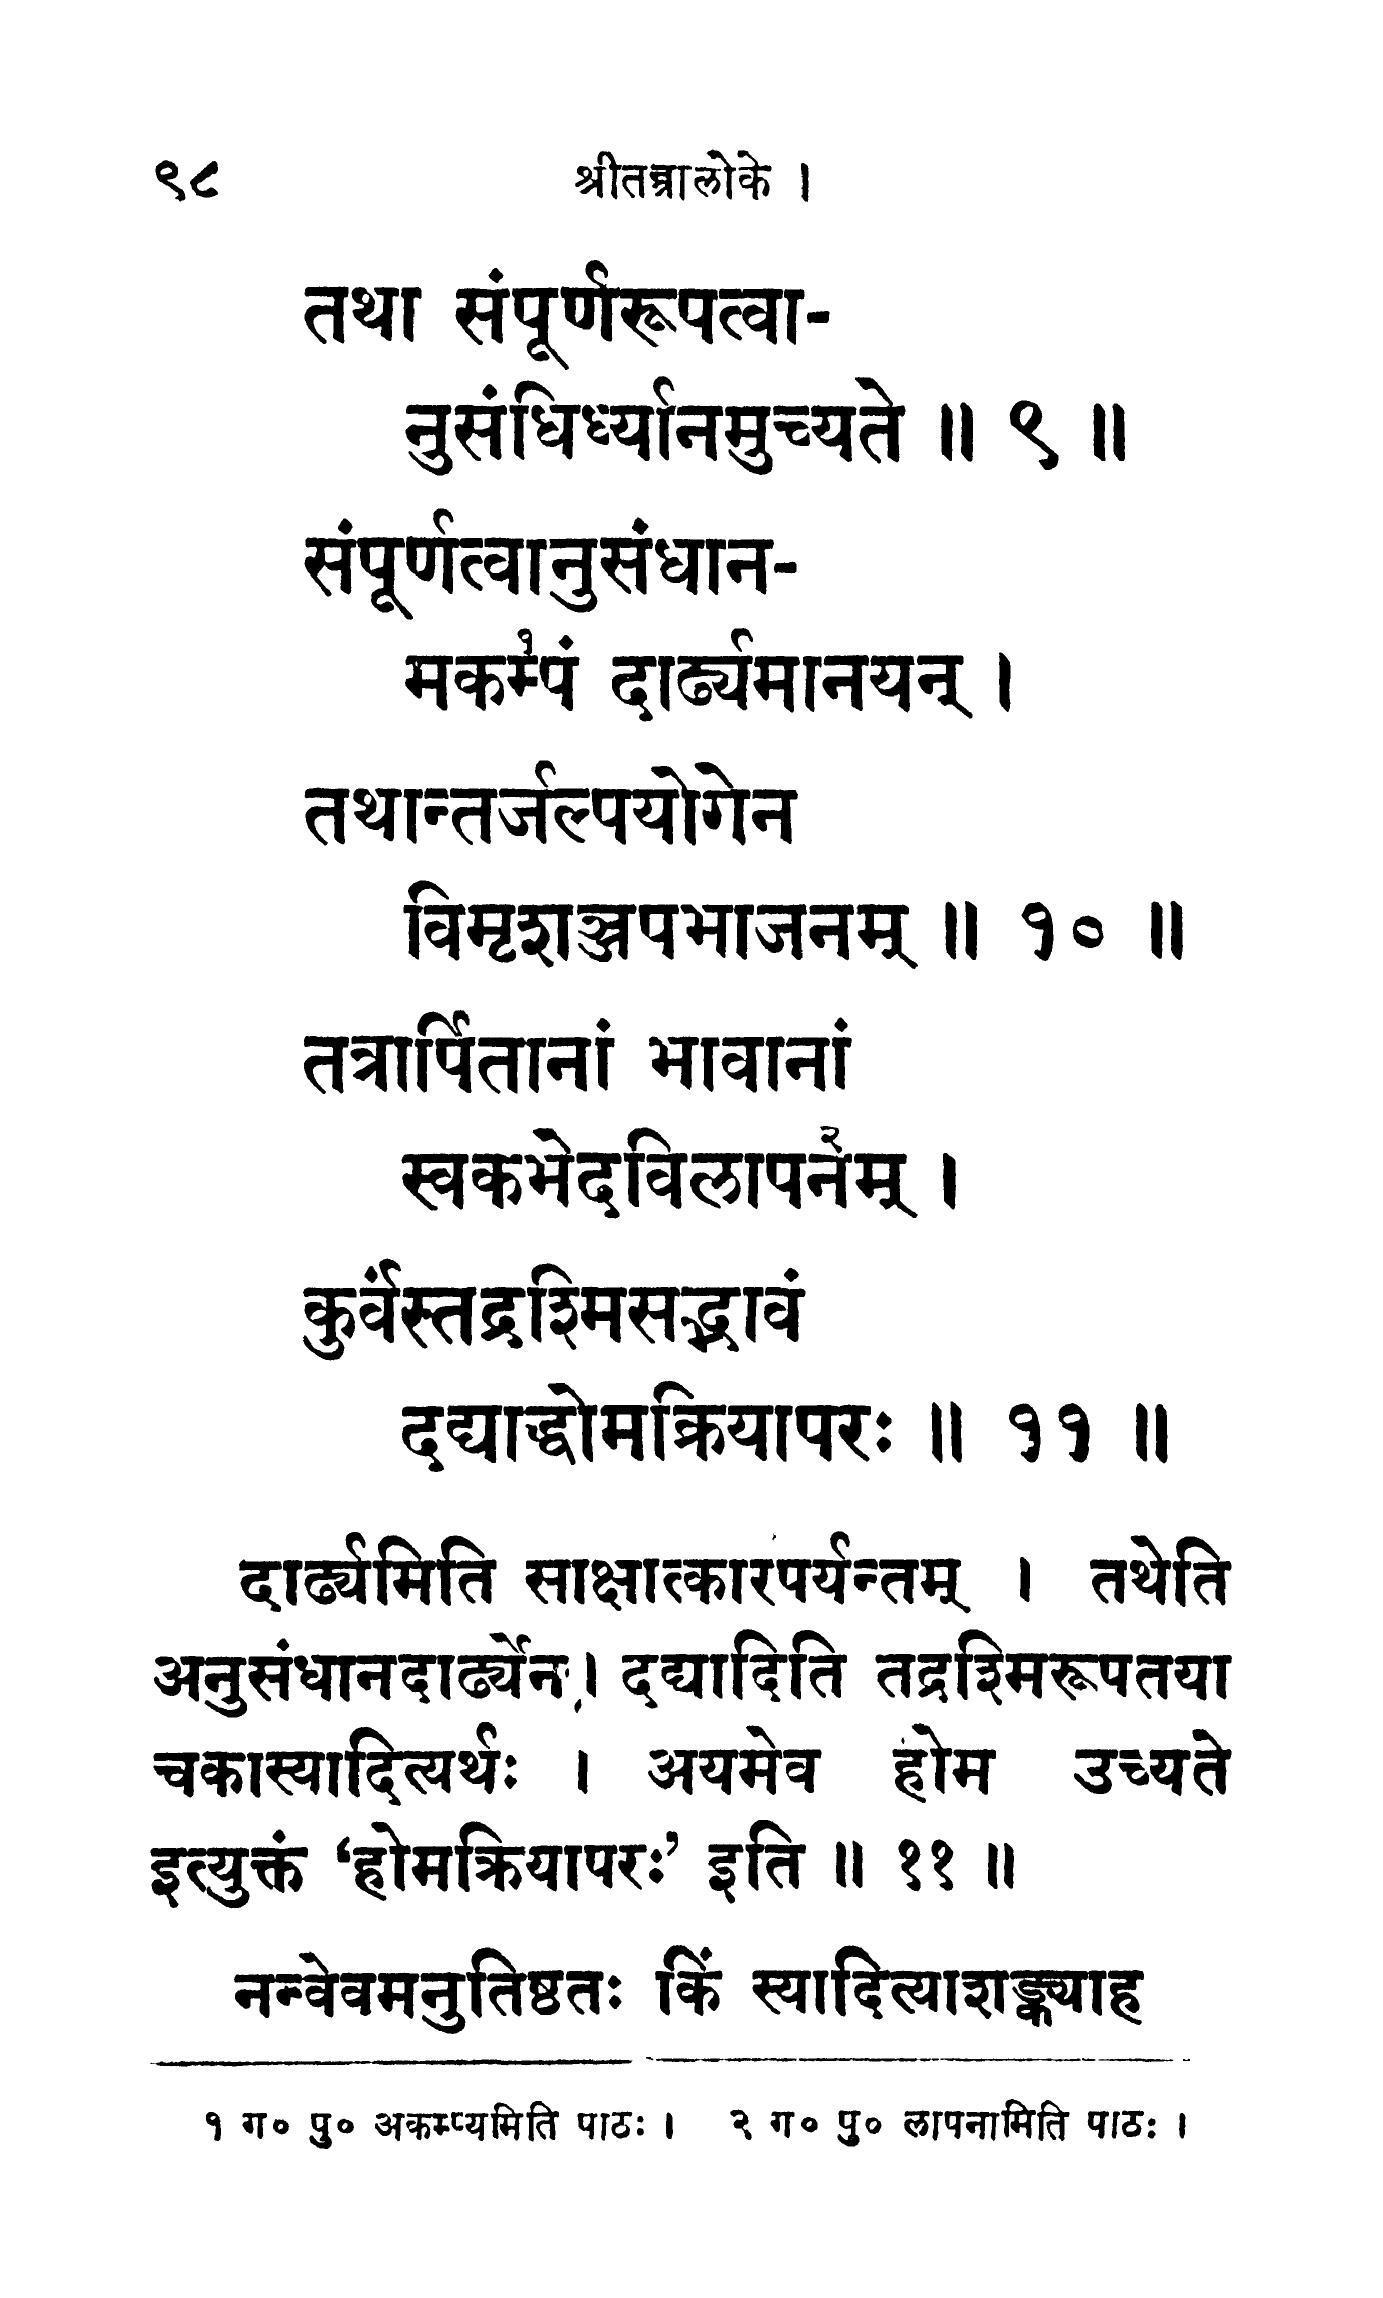 ९८ श्रीतन्त्रालोके ।
तथा संपूर्णरूपत्वा-
नुसंधिर्ध्यानमुच्यते ॥ ९ ॥
संपूर्णत्वानुसंधान-
मकम्पं१ दार्ढ्यमानयन् ।
तथान्तर्जल्पयोगेन
विमृशञ्जपभाजनम् ॥ १० ॥
तत्रार्पितानां भावानां
स्वकभेदविलापनम्२ ।
कुर्वंस्तद्रश्मिसद्भावं
दद्याद्धोमक्रियापरः ॥ ११ ॥
दार्ढ्यमिति साक्षात्कारपर्यन्तम् । तथेति
अनुसंधानदार्ढ्येन । दद्यादिति तद्रश्मिरूपतया
चकास्यादित्यर्थः । अयमेव होम उच्यते
इत्युक्तं ‘होमक्रियापरः’ इति ॥ ११ ॥
नन्वेवमनुतिष्ठतः किं स्यादित्याशङ्क्याह
१ ग० पु० अकम्प्यमिति पाठः । २ ग० पु० लापनामिति पाठः ।